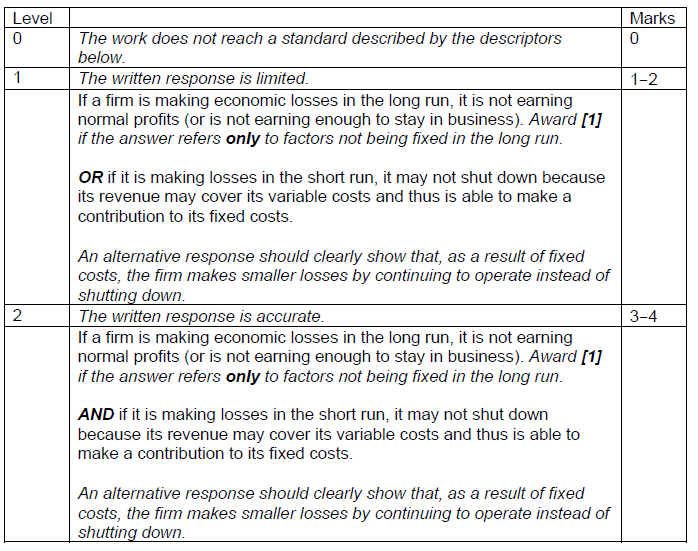 Level Marks
0 The work does not reach a standard described by the descriptors 0
below.
1 The written response is limited. 1–2
If a firm is making economic losses in the long run, it is not earning
normal profits (or is not earning enough to stay in business). Award [1]
if the answer refers only to factors not being fixed in the long run.
OR if it is making losses in the short run, it may not shut down because
its revenue may cover its variable costs and thus is able to make a
contribution to its fixed costs.
An alternative response should clearly show that, as a result of fixed
costs, the firm makes smaller losses by continuing to operate instead of
shutting down.
2 The written response is accurate. 3–4
If a firm is making economic losses in the long run, it is not earning
normal profits (or is not earning enough to stay in business). Award [1]
if the answer refers only to factors not being fixed in the long run.
AND if it is making losses in the short run, it may not shut down
because its revenue may cover its variable costs and thus is able to
make a contribution to its fixed costs.
An alternative response should clearly show that, as a result of fixed
costs, the firm makes smaller losses by continuing to operate instead of
shutting down.